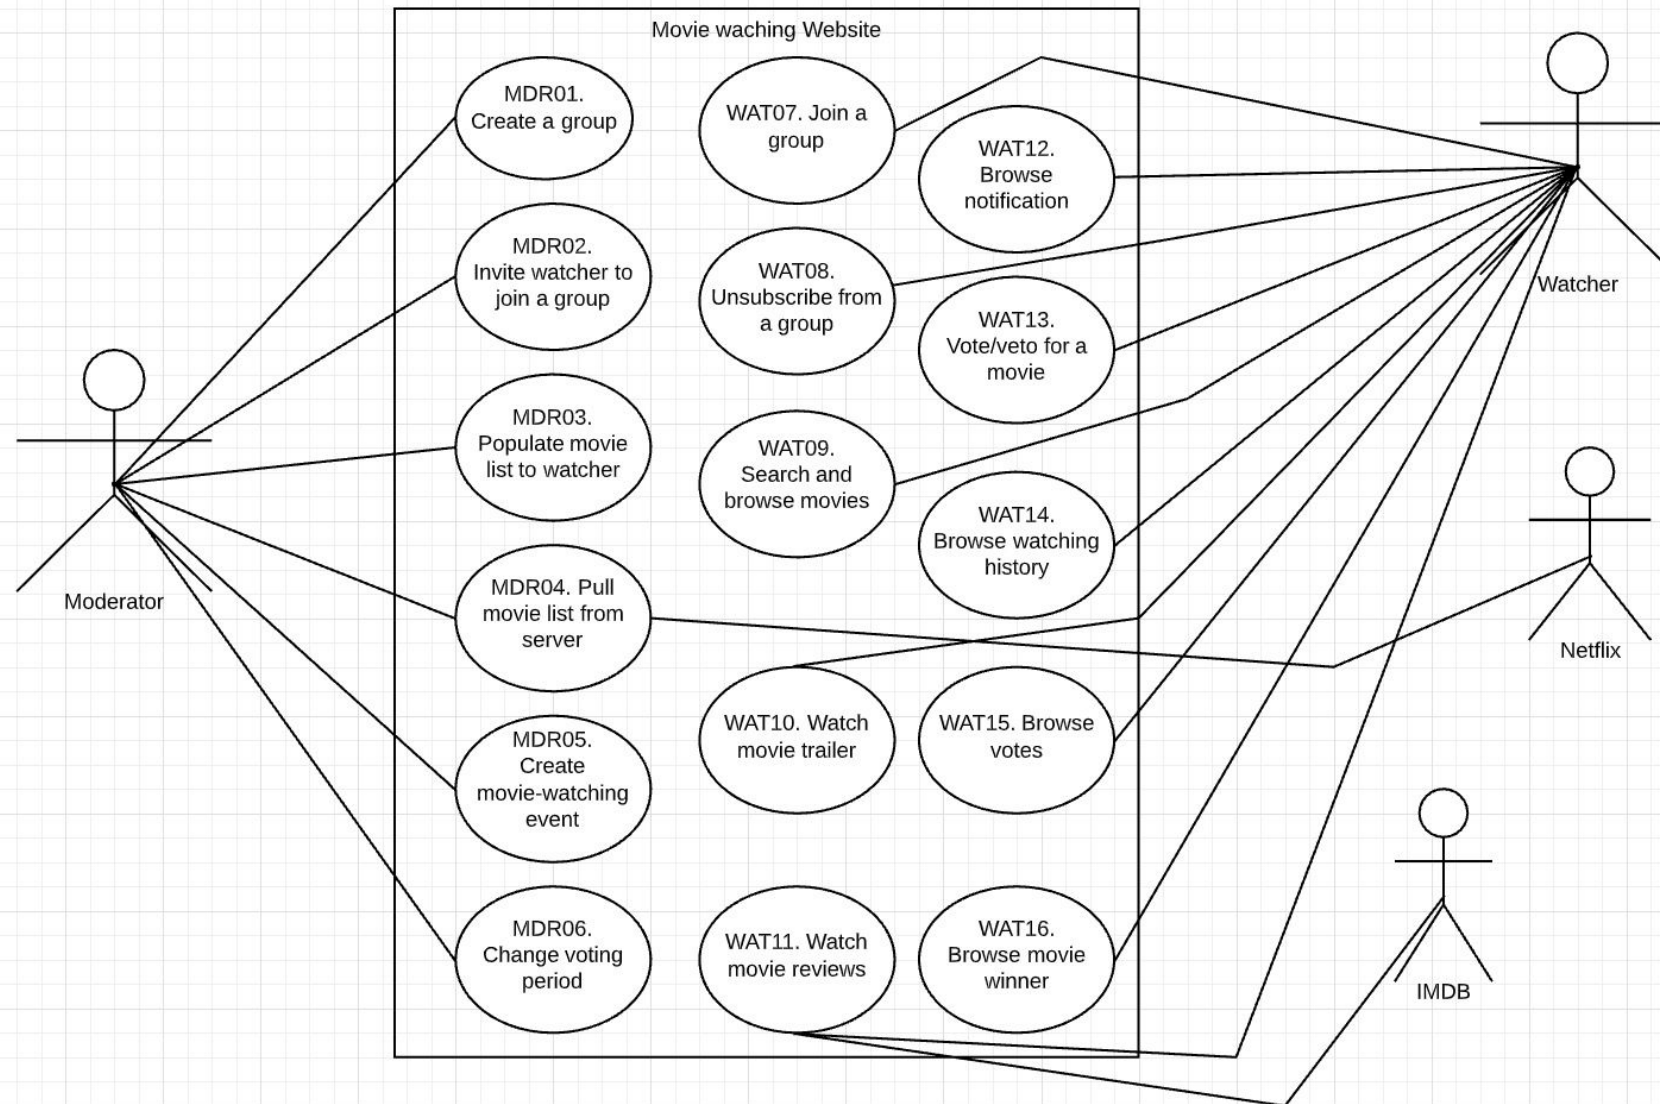 Movie waching Website
MDR01.
Create a group
MDR02.
Invite watcher to
join a group
MDR03.
Populate movie
list to watcher
MDR04. Pull
movie list from
server
MDR05.
Create
movie-watching
event
MDR06.
Change voting
period
WAT07. Join a
group
WAT08.
Unsubscribe from
a group
WAT09.
Search and
browse movies
WAT10. Watch
movie trailer
WAT11. Watch
movie reviews
WAT12.
Browse
notification
WAT13.
Vote/veto for a
movie
WAT14.
Browse watching
history
WAT15. Browse
votes
WAT16.
Browse movie
winner
Moderator
Watcher
Netflix
IMDB